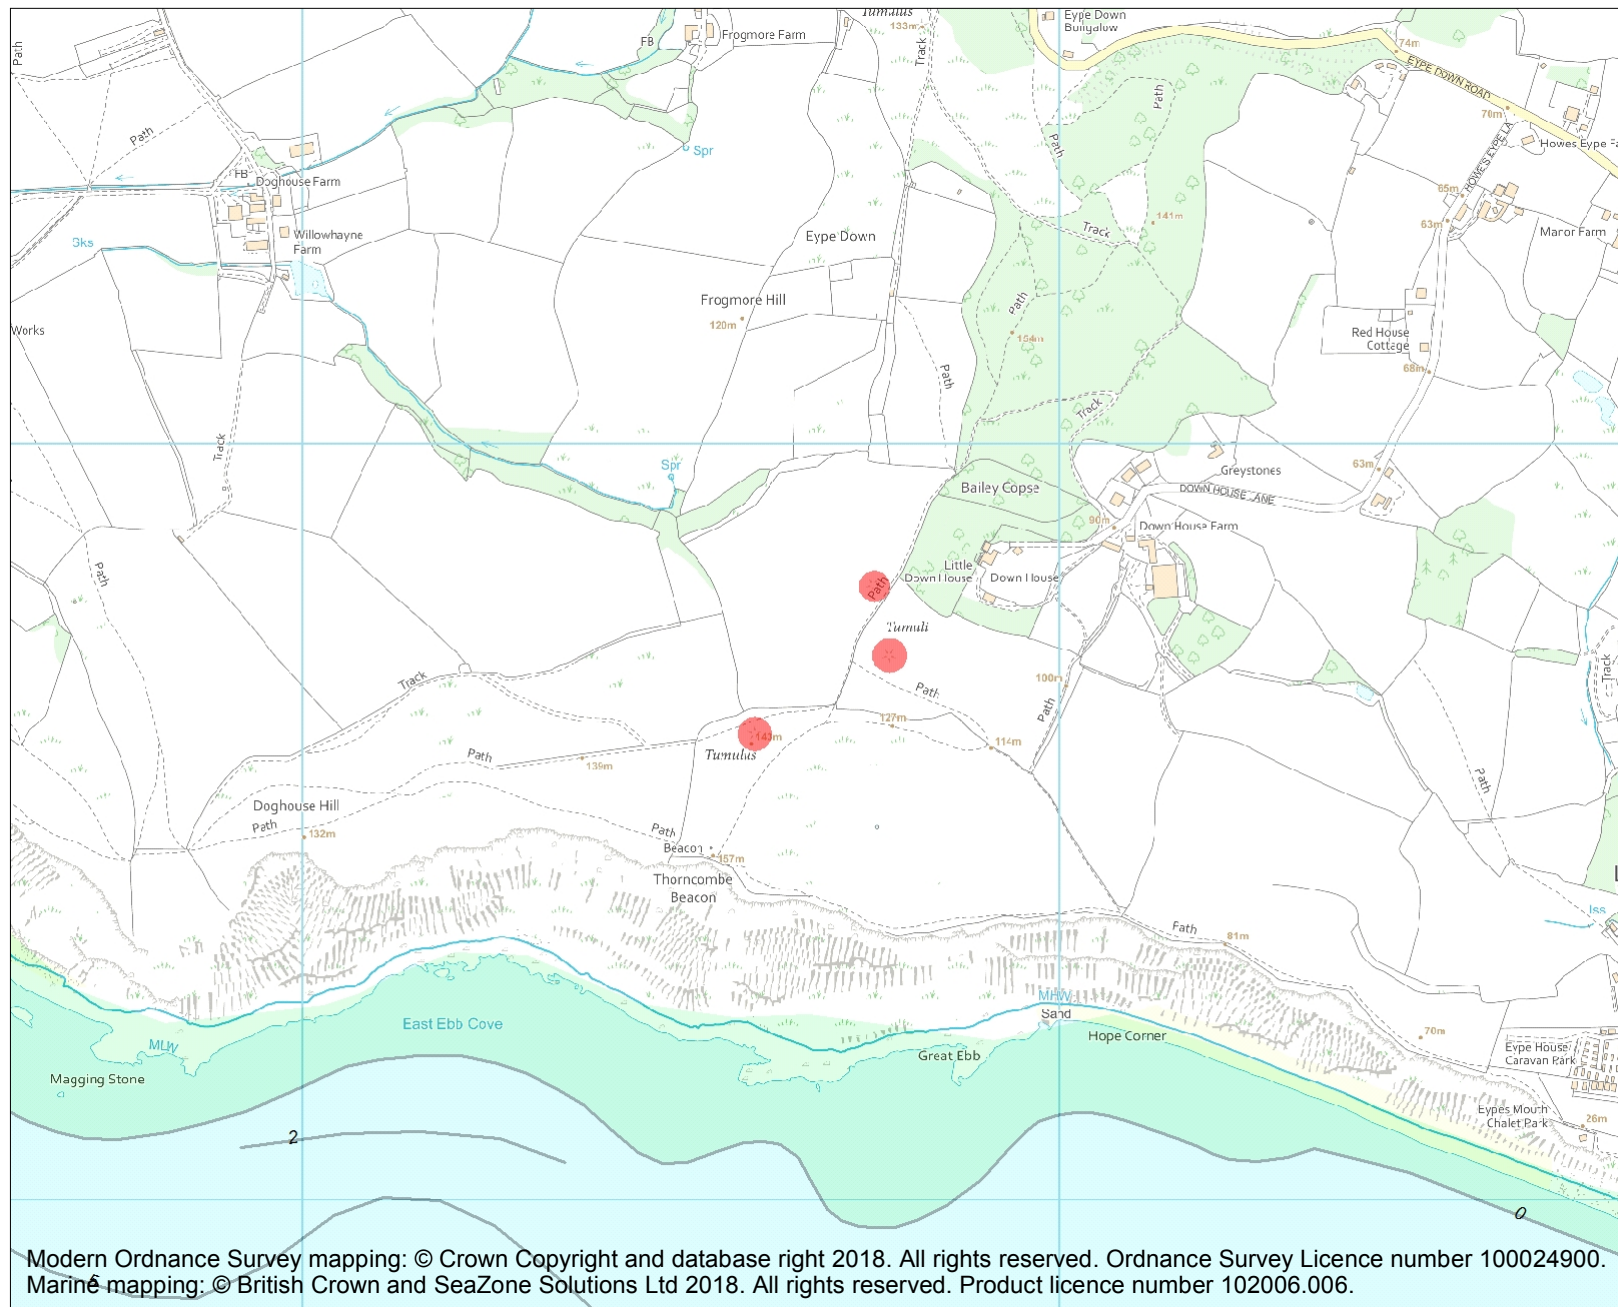 Tumulus
133m
Track
Eype Down
Bungalow
FB
Frogmore Farm
Path
74m
EYPE DOWN ROAD
70m
Path
Path
Path
Spr
HOWE'S EYPE LA
Howes Eype Fa
FB
Doghouse Farm
65m
63m
141m
Track
Manor Farm
Sks
Willowhayne
Farm
Eype Down
Frogmore Hill
120m
Path
154m
Works
Red House
Cottage
68m
Path
Track
Track
Spr
63m
Greystones
Bailey Copse
DOWN HOUSE LANE
90m
Down House Farm
Little
Down House
Down House
Path
Path
Tumuli
Track
Track
100m
Path
Path
127m
114m
143m
Tumulus
Path
139m
Path
Doghouse Hill
Path
132m
Path
Beacon
157m
Thorncombe
Beacon
L
Iss
Path
81m
MHW
Sand
East Ebb Cove
MLW
Hope Corner
Great Ebb
70m
Eype House
Caravan Park
Magging Stone
Eypes Mouth
Chalet Park
26m
2
0
Modern Ordnance Survey mapping: © Crown Copyright and database right 2018. All rights reserved. Ordnance Survey Licence number 100024900.
5
Marine mapping: © British Crown and SeaZone Solutions Ltd 2018. All rights reserved. Product licence number 102006.006.